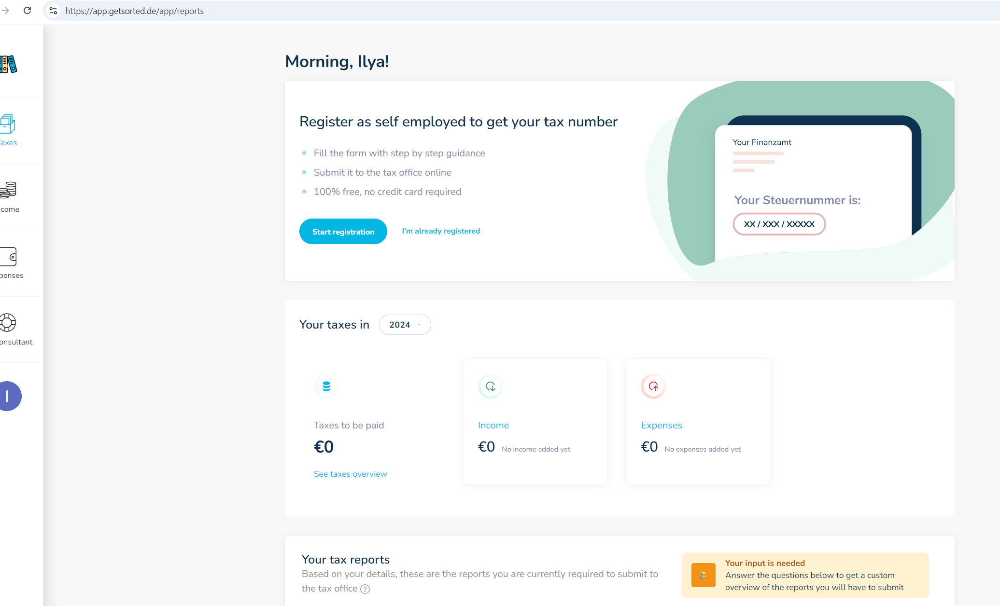 https://app.getsorted.de/app/reports
Morning, Ilya!
Register as self employed to get your tax number
Fill the form with step by step guidance
Submit it to the tax office online
100% free, no credit card required
Start registration
I'm already registered
Your Finanzamt
Your Steuernummer is:
XX / XXX / XXXXX
Taxes
come
penses
onsultant
I
Your taxes in
2024
Taxes to be paid
€0
See taxes overview
Income
€0 No income added yet
Expenses
€0 No expenses added yet
Your tax reports
Based on your details, these are the reports you are currently required to submit to
the tax office ?
Your input is needed
Answer the questions below to get a custom
overview of the reports you will have to submit